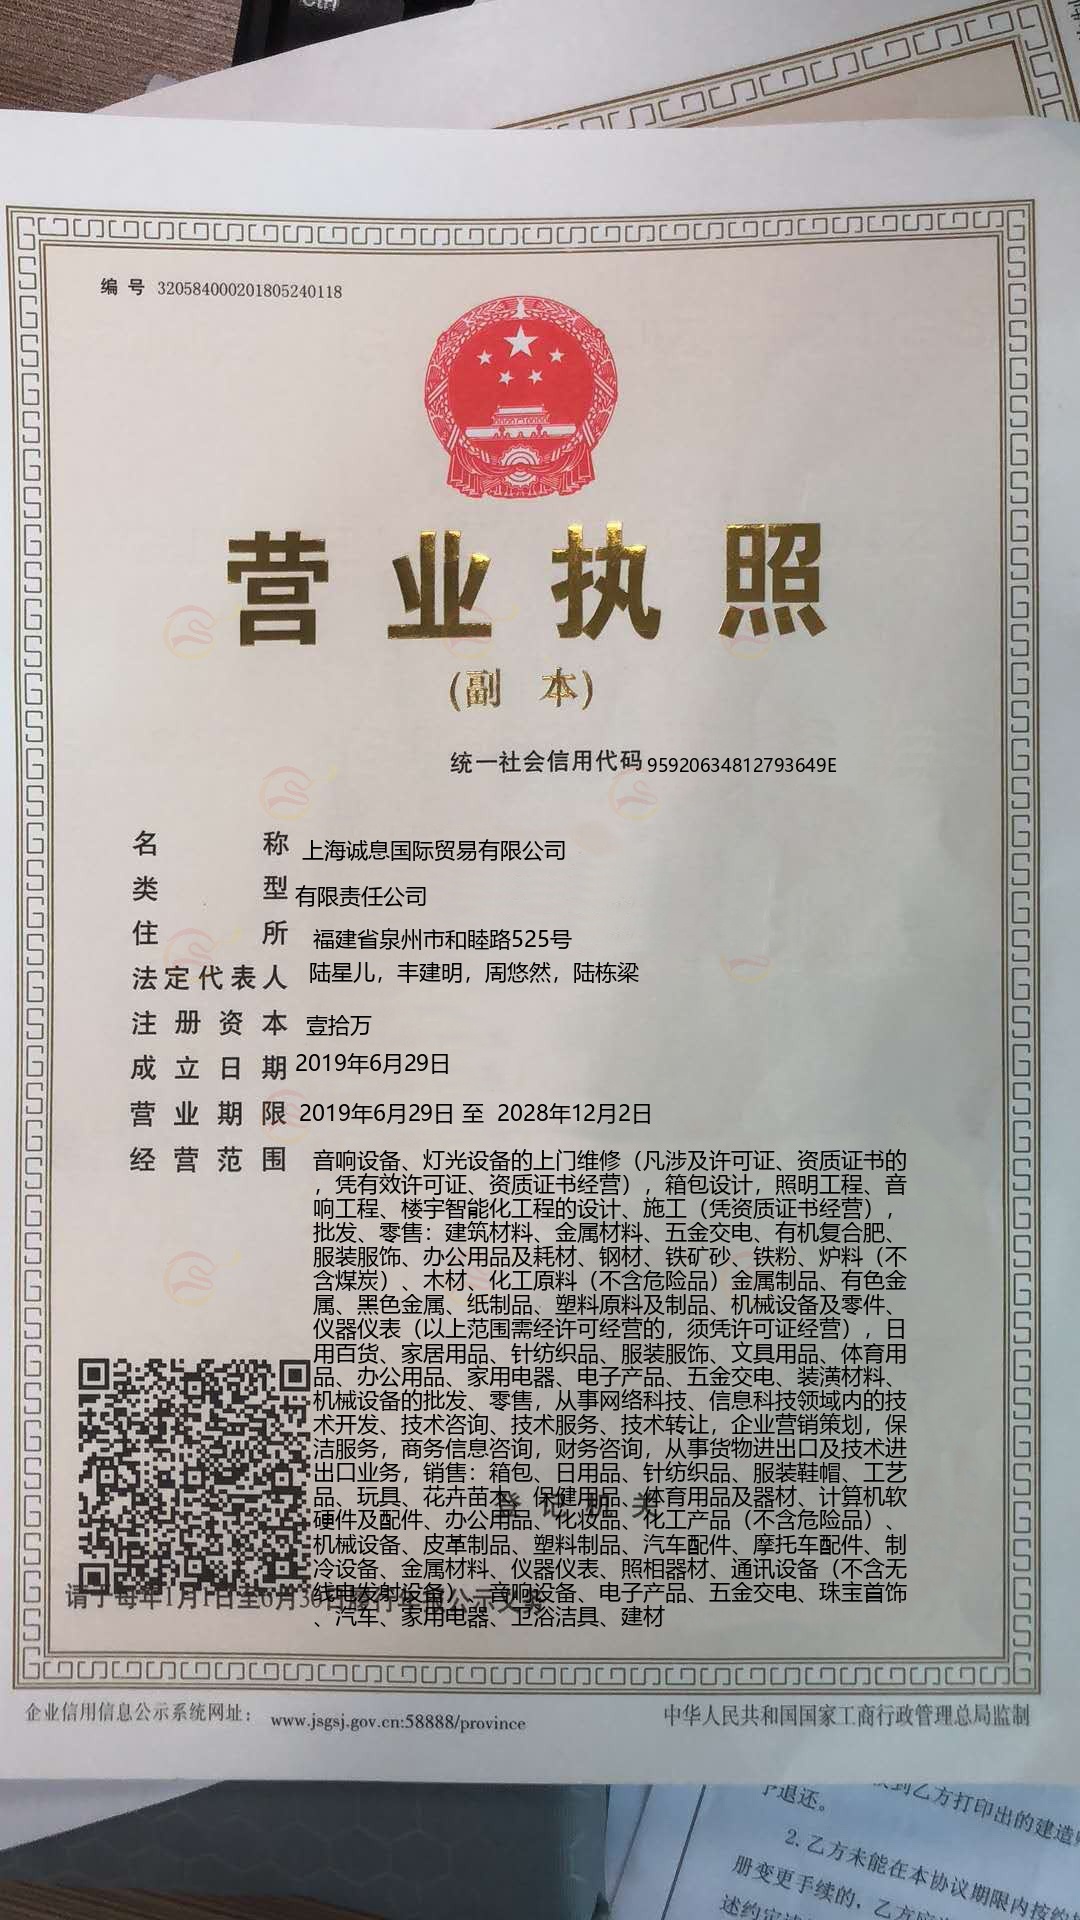 Ctrl
编 号 320584000201805240118
营业执照
(副 本)
统一社会信用代码 95920634812793649E
名 称 上海诚息国际贸易有限公司
类 型 有限责任公司
住 所 福建省泉州市和睦路525号
法定代表人 陆星儿，丰建明，周悠然，陆栋梁
注册资本 壹拾万
成立日期 2019年6月29日
营业期限 2019年6月29日 至 2028年12月2日
经营范围 音响设备、灯光设备的上门维修（凡涉及许可证、资质证书的
，凭有效许可证、资质证书经营），箱包设计，照明工程、音
响工程、楼宇智能化工程的设计、施工（凭资质证书经营），
批发、零售：建筑材料、金属材料、五金交电、有机复合肥、
服装服饰、办公用品及耗材、钢材、铁矿砂、铁粉、炉料（不
含煤炭）、木材、化工原料（不含危险品）金属制品、有色金
属、黑色金属、纸制品、塑料原料及制品、机械设备及零件、
仪器仪表（以上范围需经许可经营的，须凭许可证经营），日
用百货、家居用品、针纺织品、服装服饰、文具用品、体育用
品、办公用品、家用电器、电子产品、五金交电、装潢材料、
机械设备的批发、零售，从事网络科技、信息科技领域内的技
术开发、技术咨询、技术服务、技术转让，企业营销策划，保
洁服务，商务信息咨询，财务咨询，从事货物进出口及技术进
出口业务，销售：箱包、日用品、针纺织品、服装鞋帽、工艺
品、玩具、花卉苗木、保健用品、体育用品及器材、计算机软
硬件及配件、办公用品、化妆品、化工产品（不含危险品）、
机械设备、皮革制品、塑料制品、汽车配件、摩托车配件、制
冷设备、金属材料、仪器仪表、照相器材、通讯设备（不含无
线电发射设备）、音响设备、电子产品、五金交电、珠宝首饰
、汽车、家用电器、卫浴洁具、建材
登记机关
请于每年1月1日至6月30日履行年报公示义务
企业信用信息公示系统网址： www.jsgsj.gov.cn:58888/province
中华人民共和国国家工商行政管理总局监制
予退还。
到乙方打印出的建造
2.乙方未能在本协议期限内按约
册变更手续的，乙方应
述约定